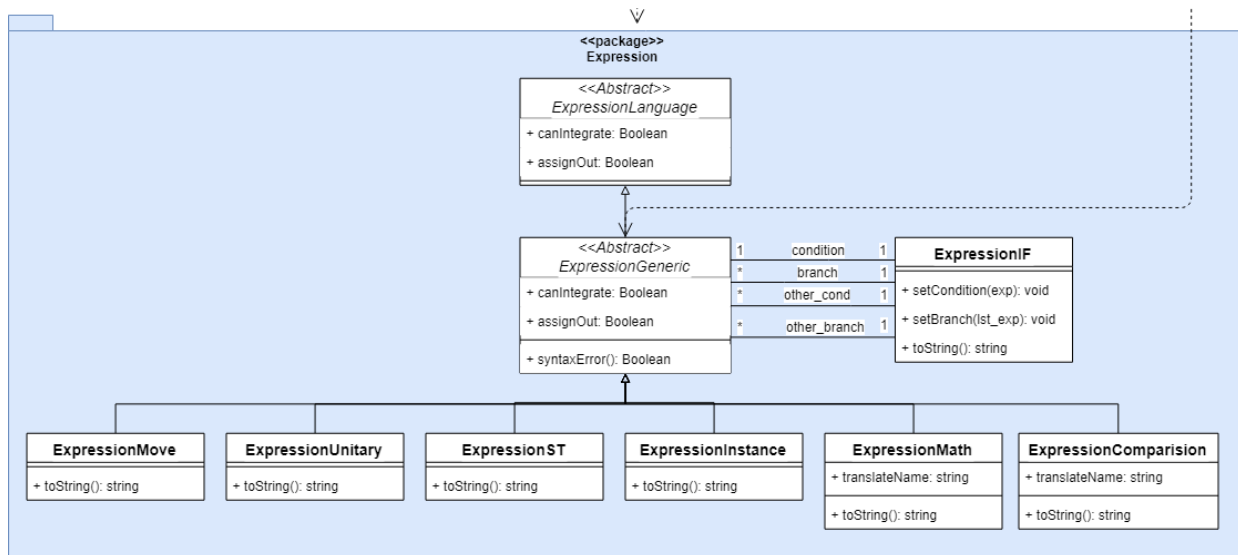 <<package>>
Expression
<<Abstract>>
ExpressionLanguage
+ canIntegrate: Boolean
+ assignOut: Boolean
<<Abstract>>
ExpressionGeneric
+ canIntegrate: Boolean
+ assignOut: Boolean
+ syntaxError(): Boolean
1 condition 1
* branch 1
* other_cond 1
* other_branch 1
ExpressionIF
+ setCondition(exp): void
+ setBranch(lst_exp): void
+ toString(): string
ExpressionMove
+ toString(): string
ExpressionUnitary
+ toString(): string
ExpressionST
+ toString(): string
ExpressionInstance
+ toString(): string
ExpressionMath
+ translateName: string
+ toString(): string
ExpressionComparision
+ translateName: string
+ toString(): string